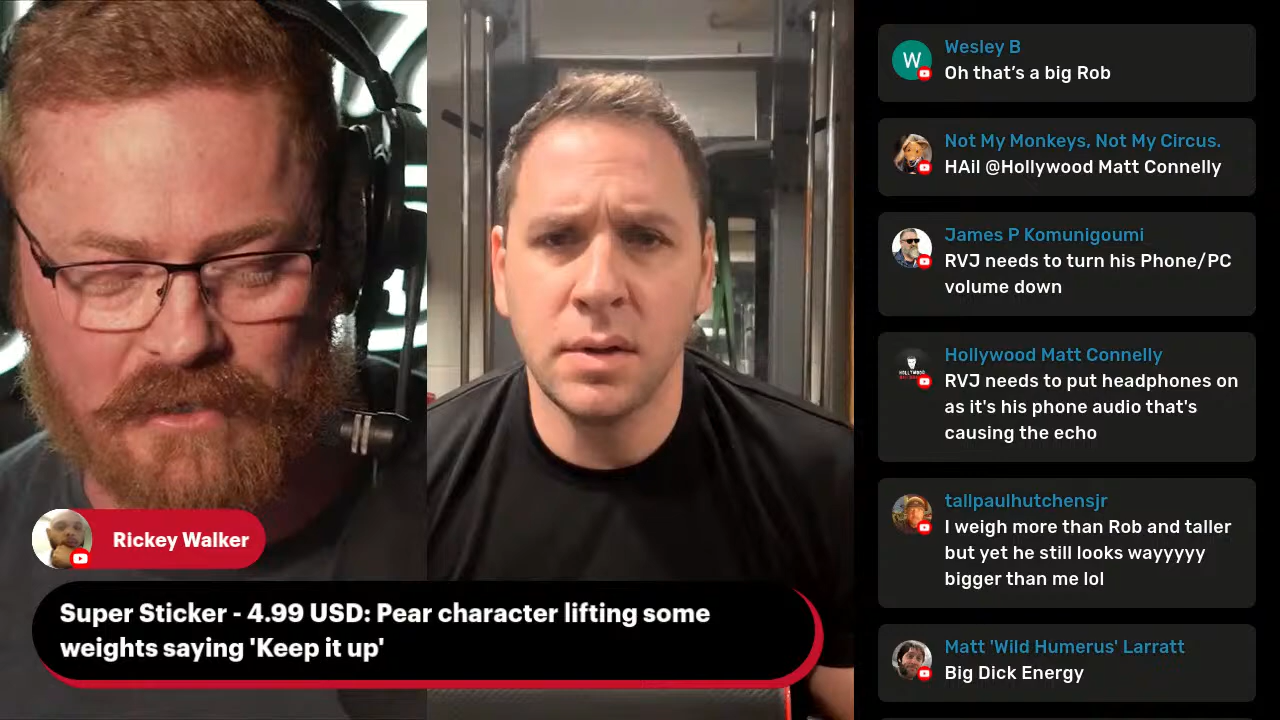 Rickey Walker
Super Sticker - 4.99 USD: Pear character lifting some
weights saying 'Keep it up'
W
Wesley B
Oh that’s a big Rob
Not My Monkeys, Not My Circus.
HAil @Hollywood Matt Connelly
James P Komunigoumi
RVJ needs to turn his Phone/PC
volume down
Hollywood Matt Connelly
RVJ needs to put headphones on
as it's his phone audio that's
causing the echo
tallpaulhutchensjr
I weigh more than Rob and taller
but yet he still looks wayyyyy
bigger than me lol
Matt 'Wild Humerus' Larratt
Big Dick Energy